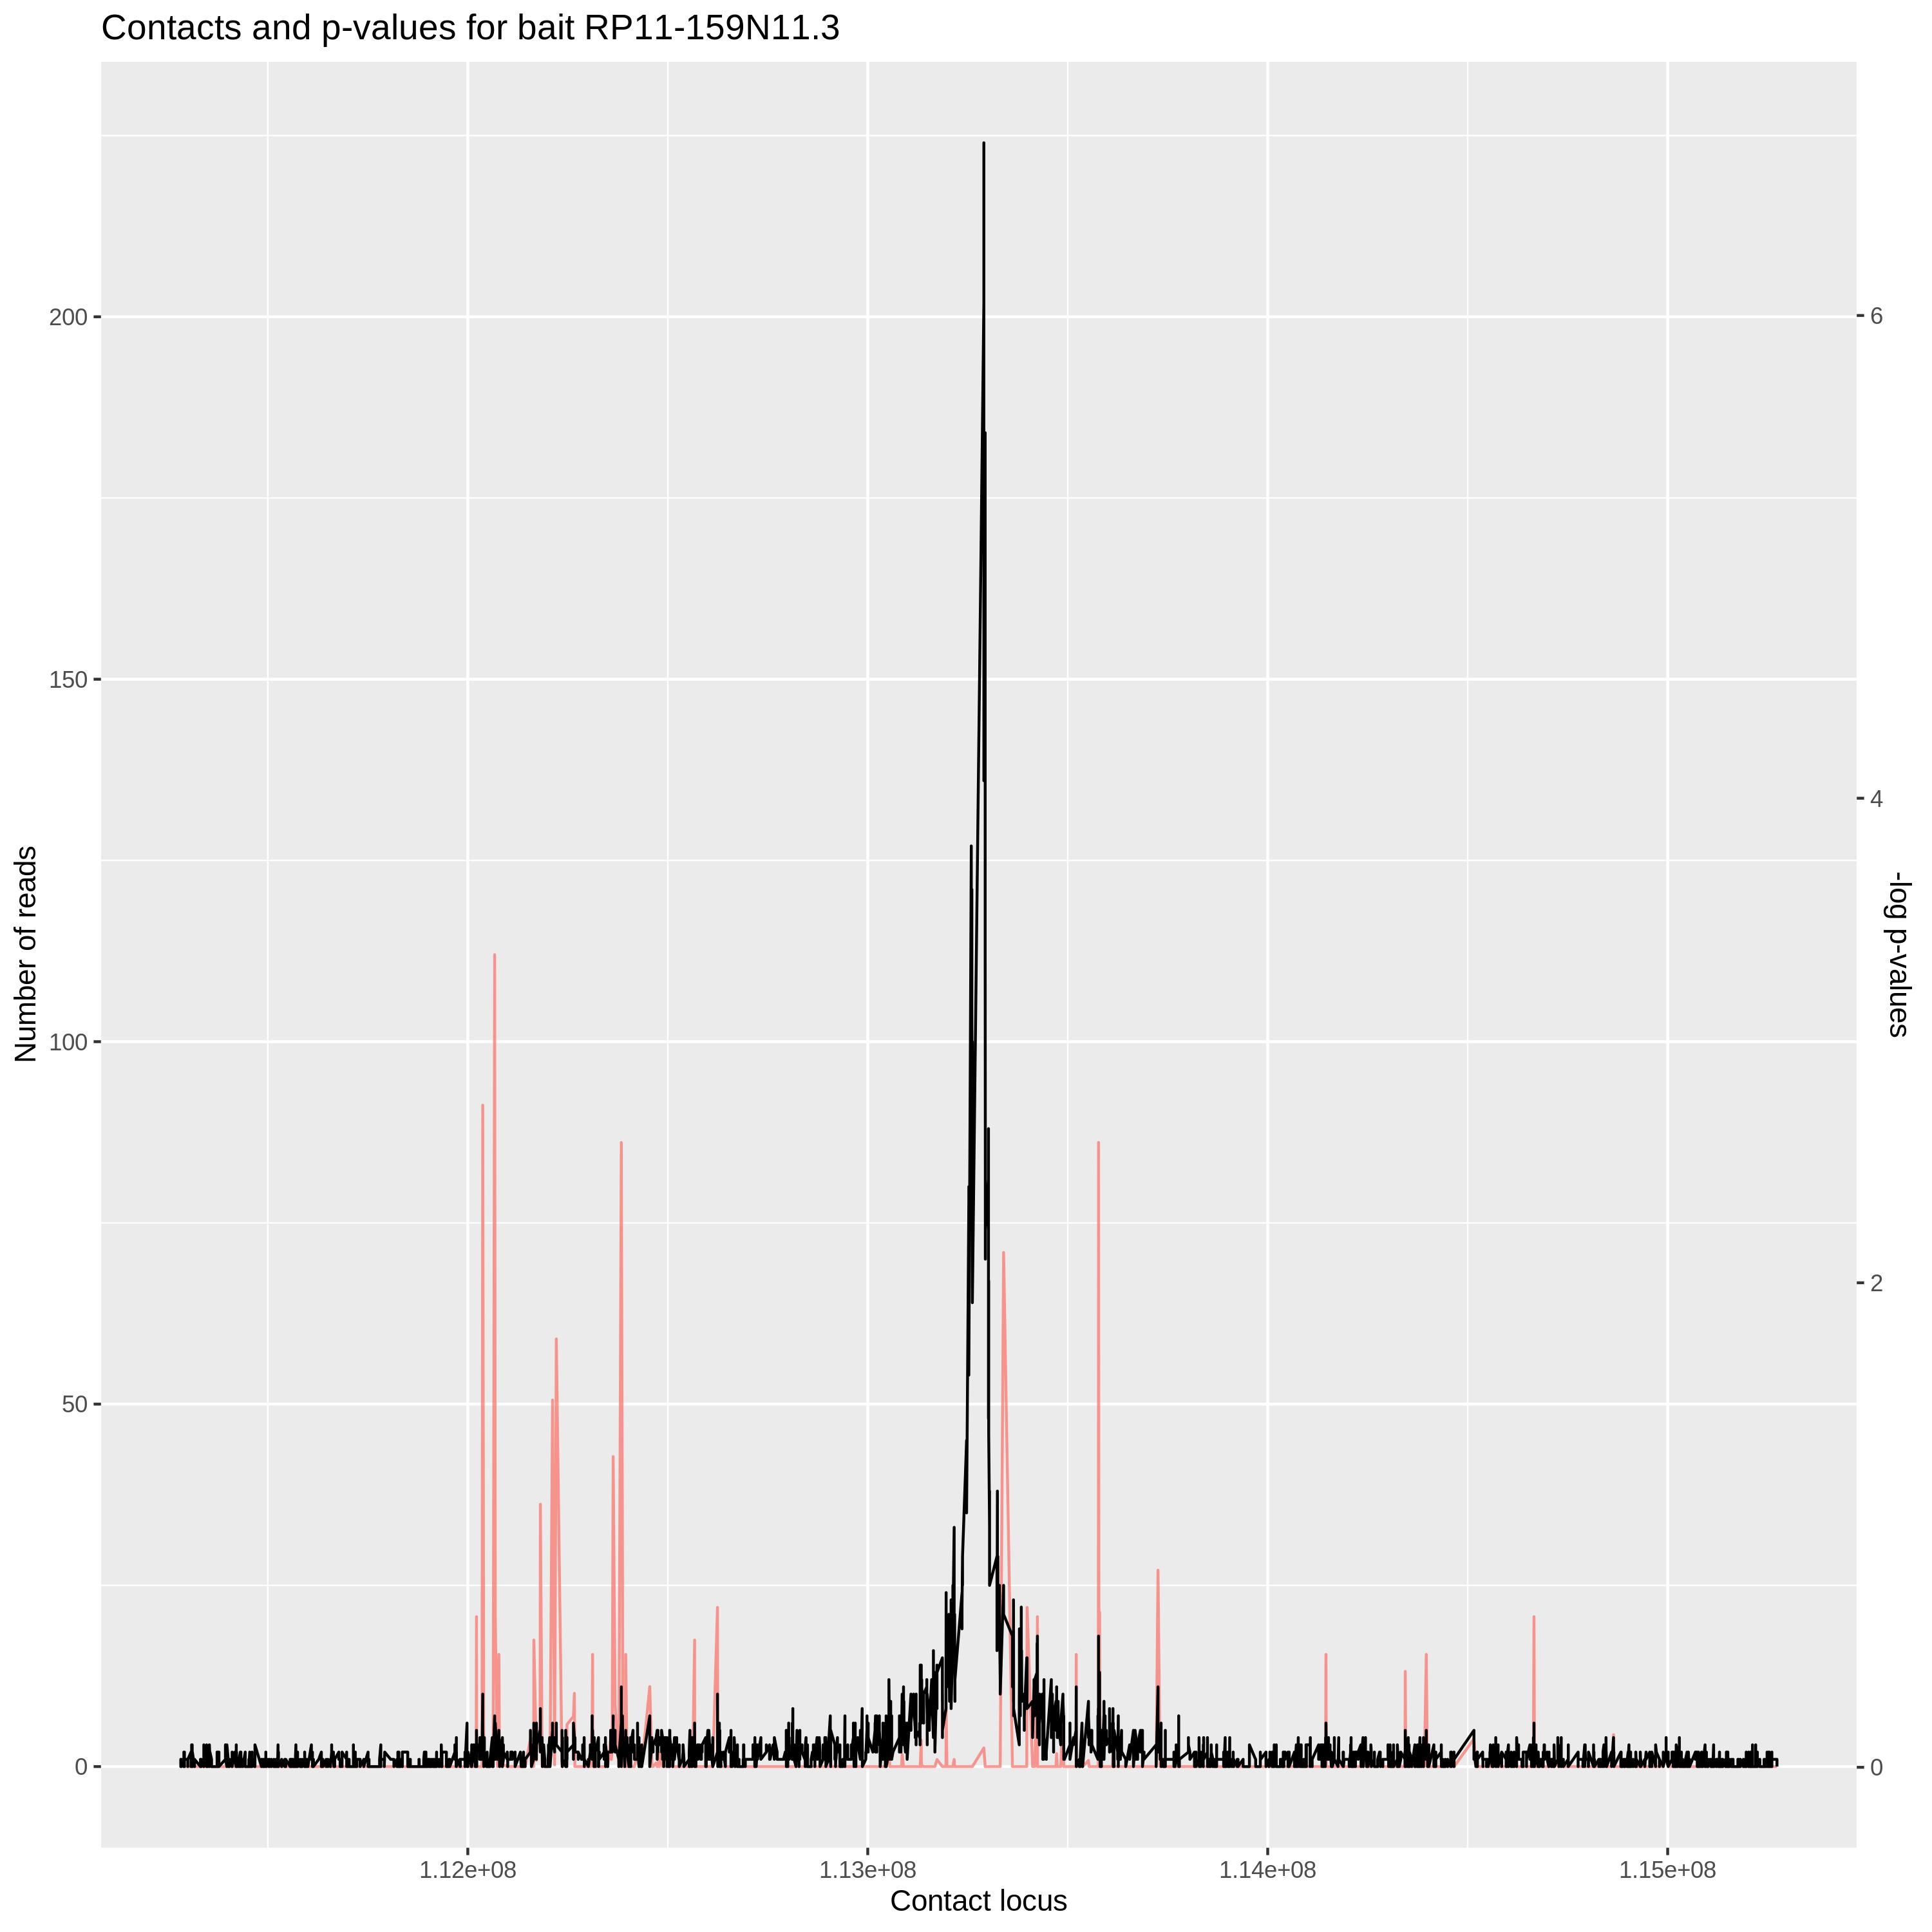 Contacts and p-values for bait RP11-159N11.3
Number of reads
200
150
100
50
0
6
4
2
0
-log p-values
1.12e+08
1.13e+08
1.14e+08
1.15e+08
Contact locus